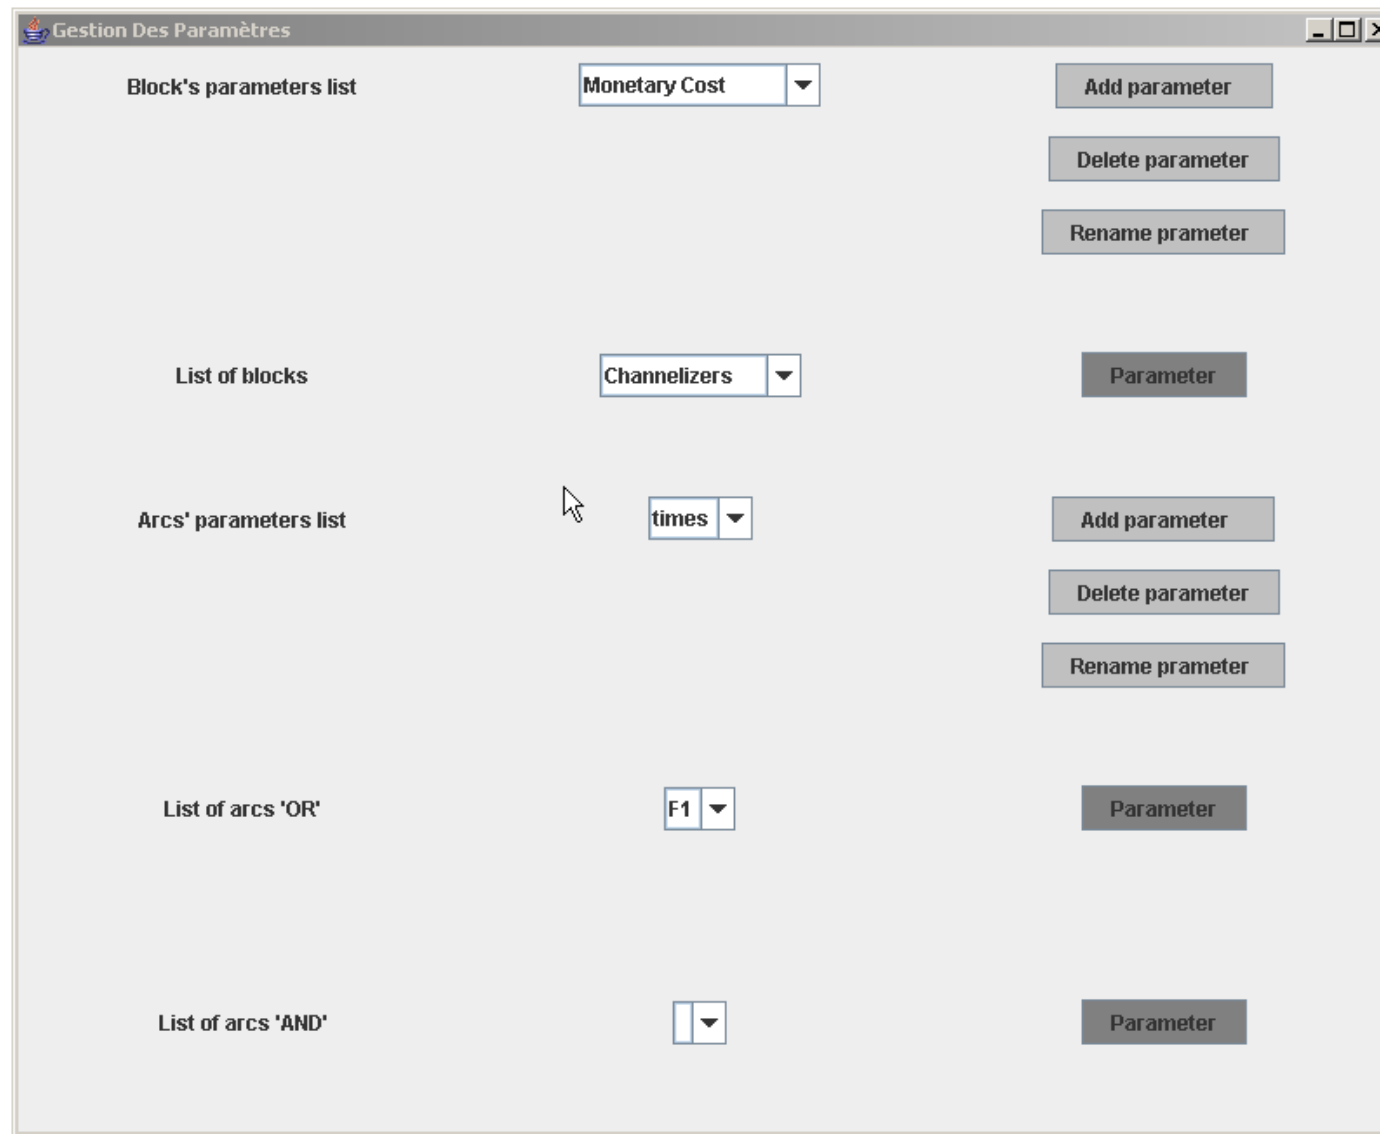 Gestion Des Paramètres
Block's parameters list Monetary Cost Add parameter
Delete parameter
Rename prameter
List of blocks Channelizers Parameter
Arcs' parameters list times Add parameter
Delete parameter
Rename prameter
List of arcs 'OR' F1 Parameter
List of arcs 'AND' Parameter